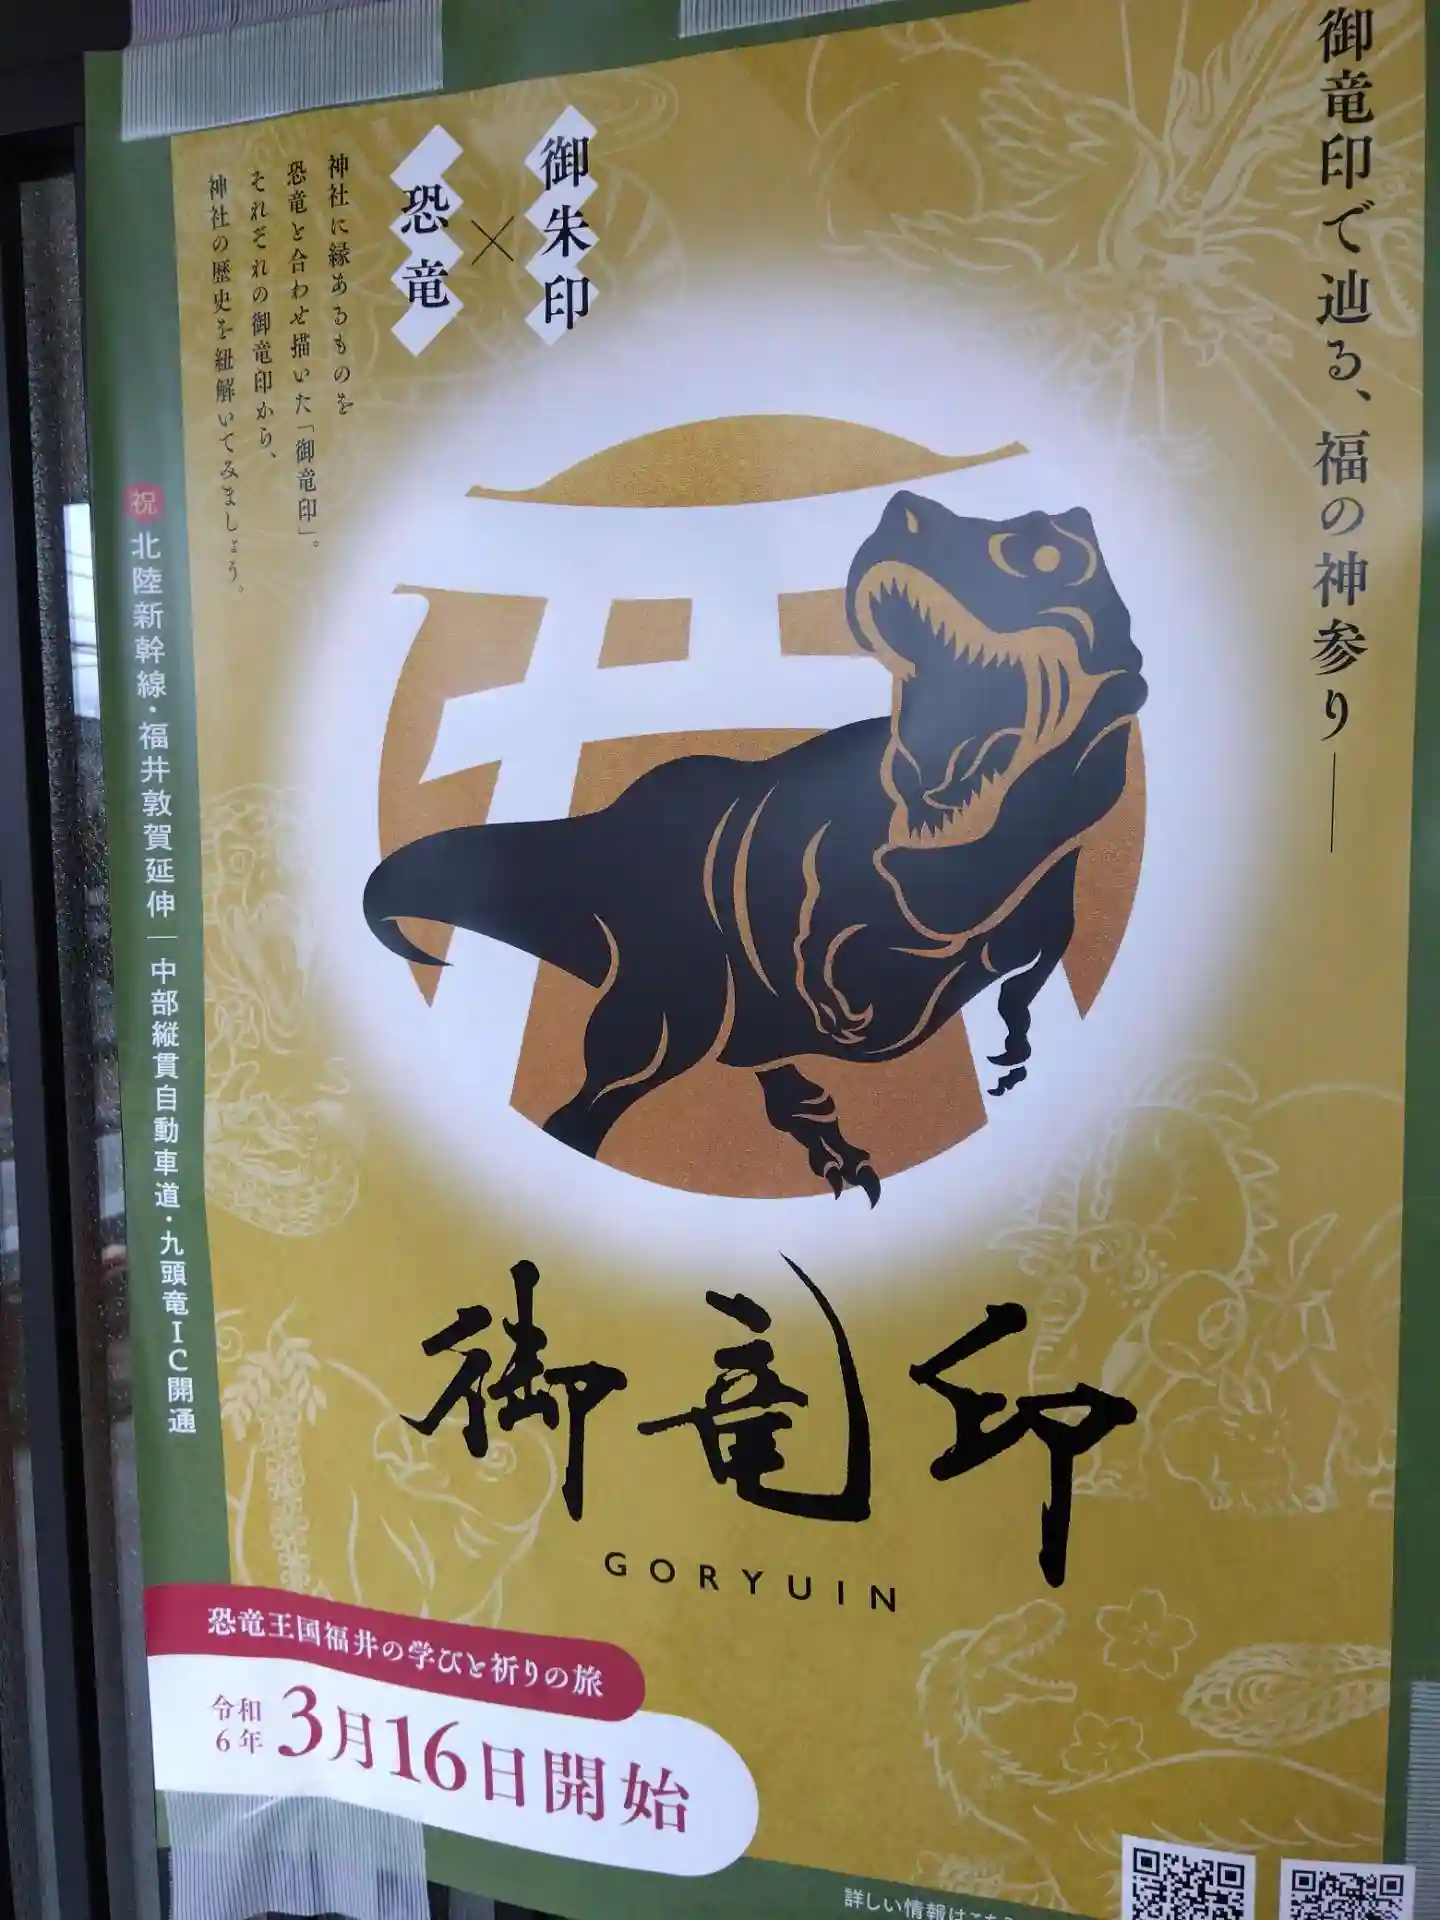 御竜印で辿る、福の神参り──
御朱印
×
恐竜
神社に縁あるものを
恐竜と合わせ描いた「御竜印」。
それぞれの御竜印から、
神社の歴史を紐解いてみましょう。
祝 北陸新幹線・福井敦賀延伸｜中部縦貫自動車道・九頭竜IC開通
御竜印
GORYUIN
恐竜王国福井の学びと祈りの旅
令和6年 3月16日開始
詳しい情報はこちら